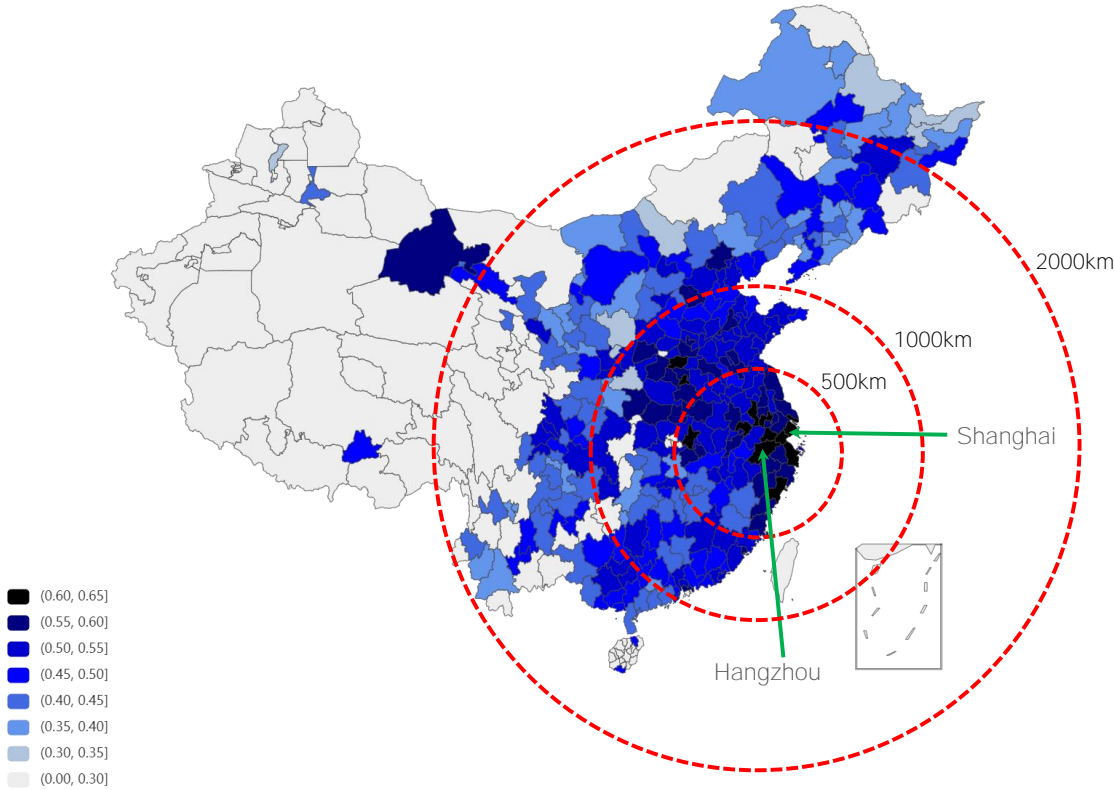 2000km
1000km
500km
Shanghai
Hangzhou
(0.60, 0.65]
(0.55, 0.60]
(0.50, 0.55]
(0.45, 0.50]
(0.40, 0.45]
(0.35, 0.40]
(0.30, 0.35]
(0.00, 0.30]